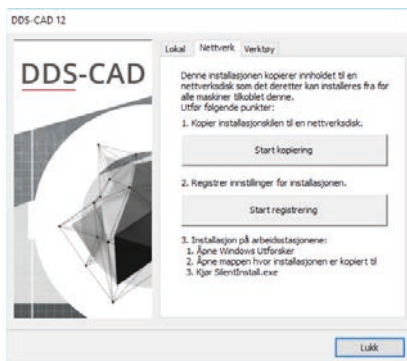 DDS-CAD 12
DDS-CAD
Lokal Nettverk Verktøy
Denne installasjonen kopierer innholdet til en
nettverksdisk som det deretter kan installeres fra for
alle maskiner tilkoblet denne.
Utfør følgende punkter:
1. Kopier installasjonskilen til en nettverksdisk.
Start kopiering
2. Registrer innstillinger for installasjonen.
Start registrering
3. Installasjon på arbeidsstasjonene:
1. Åpne Windows Utforsker
2. Åpne mappen hvor installasjonen er kopiert til
3. Kjør SilentInstall.exe
Lukk